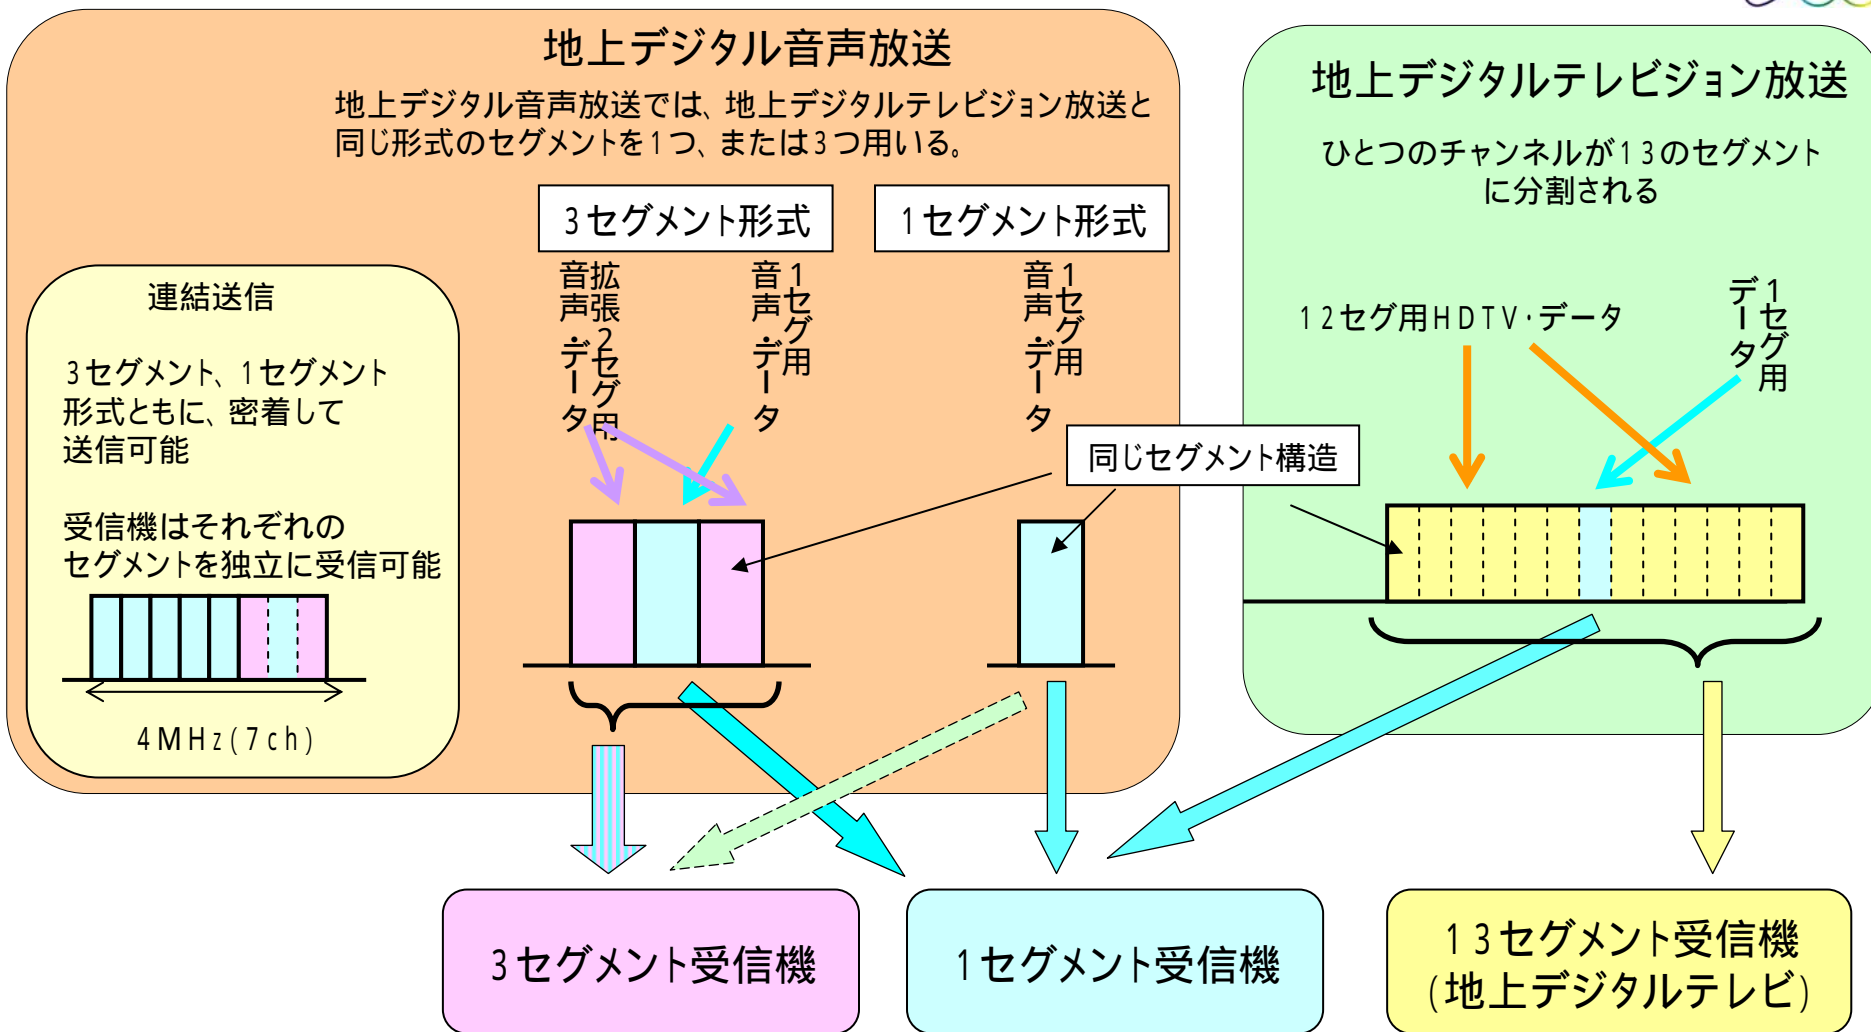 地上デジタル音声放送
地上デジタル音声放送では、地上デジタルテレビジョン放送と
同じ形式のセグメントを1つ、または3つ用いる。
3セグメント形式
1セグメント形式
拡張2セグ用
音声・データ
1セグ用
音声・データ
1セグ用
音声・データ
連結送信
3セグメント、1セグメント
形式ともに、密着して
送信可能
受信機はそれぞれの
セグメントを独立に受信可能
4MHz(7ch)
同じセグメント構造
地上デジタルテレビジョン放送
ひとつのチャンネルが13のセグメント
に分割される
12セグ用HDTV・データ
1セグ用
データ
3セグメント受信機
1セグメント受信機
13セグメント受信機
(地上デジタルテレビ)